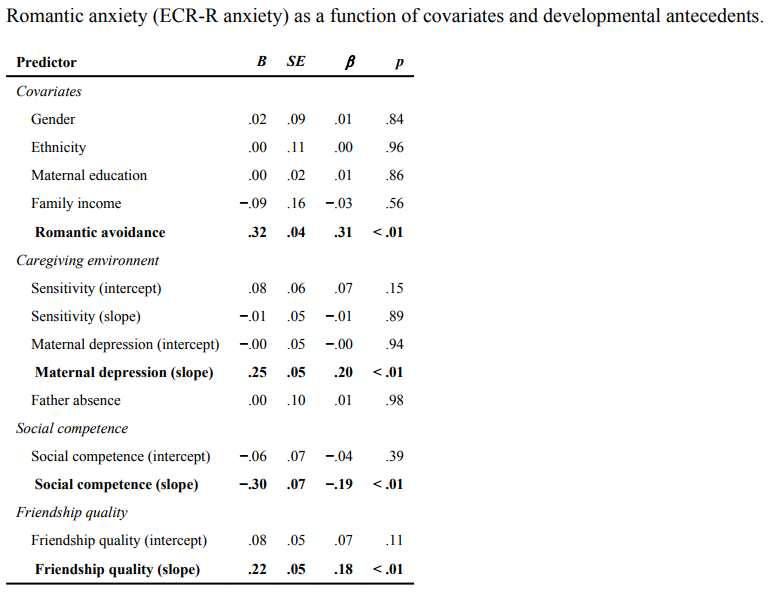 Romantic anxiety (ECR-R anxiety) as a function of covariates and developmental antecedents.
Predictor B SE β p
Covariates
Gender .02 .09 .01 .84
Ethnicity .00 .11 .00 .96
Maternal education .00 .02 .01 .86
Family income −.09 .16 −.03 .56
Romantic avoidance .32 .04 .31 < .01
Caregiving environment
Sensitivity (intercept) .08 .06 .07 .15
Sensitivity (slope) −.01 .05 −.01 .89
Maternal depression (intercept) −.00 .05 −.00 .94
Maternal depression (slope) .25 .05 .20 < .01
Father absence .00 .10 .01 .98
Social competence
Social competence (intercept) −.06 .07 −.04 .39
Social competence (slope) −.30 .07 −.19 < .01
Friendship quality
Friendship quality (intercept) .08 .05 .07 .11
Friendship quality (slope) .22 .05 .18 < .01